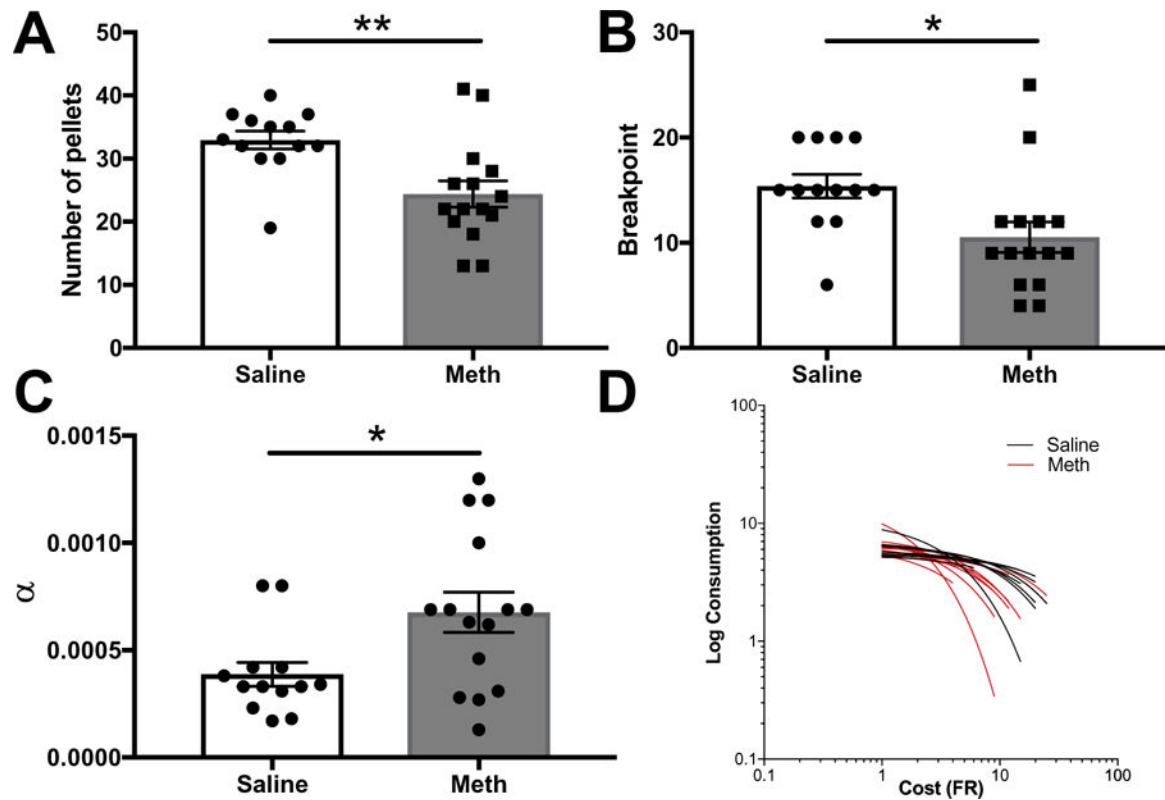 A
**
Number of pellets
50
40
30
20
10
0
Saline Meth
B
*
Breakpoint
30
20
10
0
Saline Meth
C
*
α
0.0015
0.0010
0.0005
0.0000
Saline Meth
D
Log Consumption
100
10
1
0.1
Saline
Meth
0.1 1 10 100
Cost (FR)